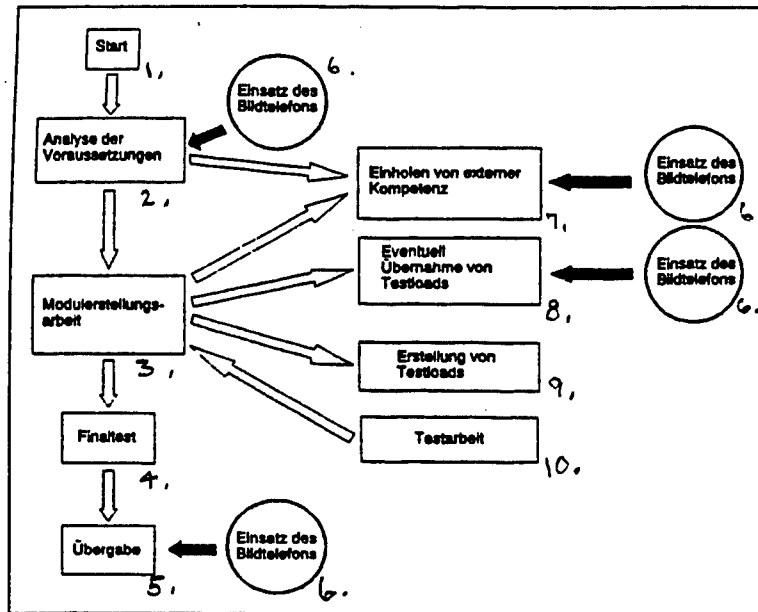 Start
1,
6.
Einsatz des
Bildtelefons
Analyse der
Voraussetzungen
2,
Einholen von externer
Kompetenz
7,
Einsatz des
Bildtelefons
6
Eventuell
Übernahme von
Testloads
8,
Einsatz des
Bildtelefons
6.
Modulerstellungs-
arbeit
3,
Erstellung von
Testloads
9,
Finaltest
4,
Testarbeit
10.
Übergabe
5,
Einsatz des
Bildtelefons
6.